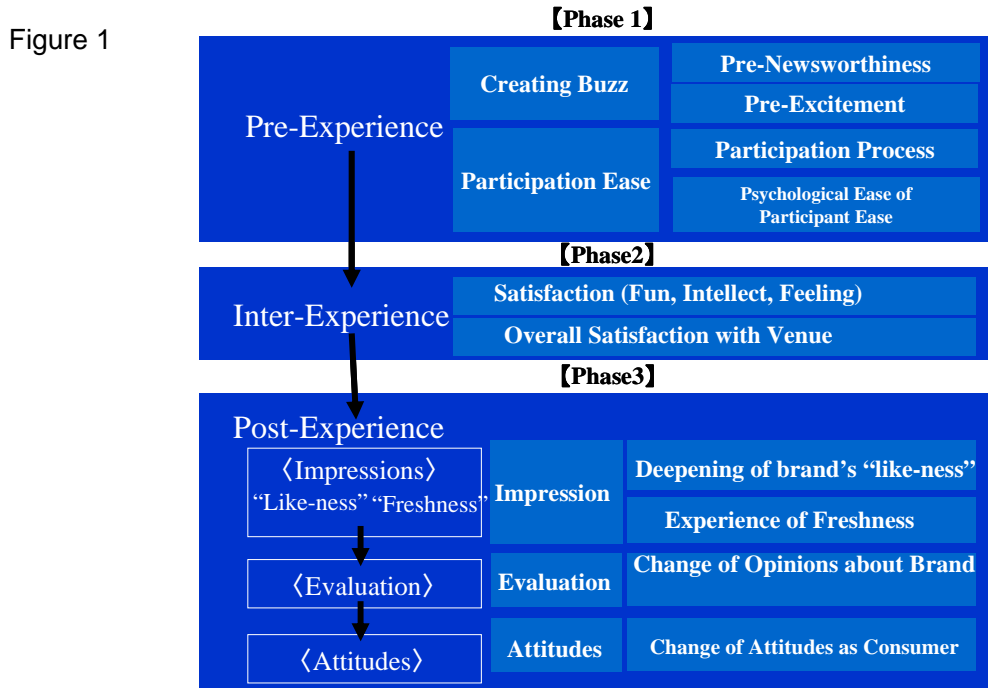 Figure 1
【Phase 1】
Pre-Experience
Creating Buzz
Pre-Newsworthiness
Pre-Excitement
Participation Ease
Participation Process
Psychological Ease of
Participant Ease
【Phase2】
Inter-Experience
Satisfaction (Fun, Intellect, Feeling)
Overall Satisfaction with Venue
【Phase3】
Post-Experience
〈Impressions〉
“Like-ness” “Freshness”
Impression
Deepening of brand’s “like-ness”
Experience of Freshness
〈Evaluation〉
Evaluation
Change of Opinions about Brand
〈Attitudes〉
Attitudes
Change of Attitudes as Consumer